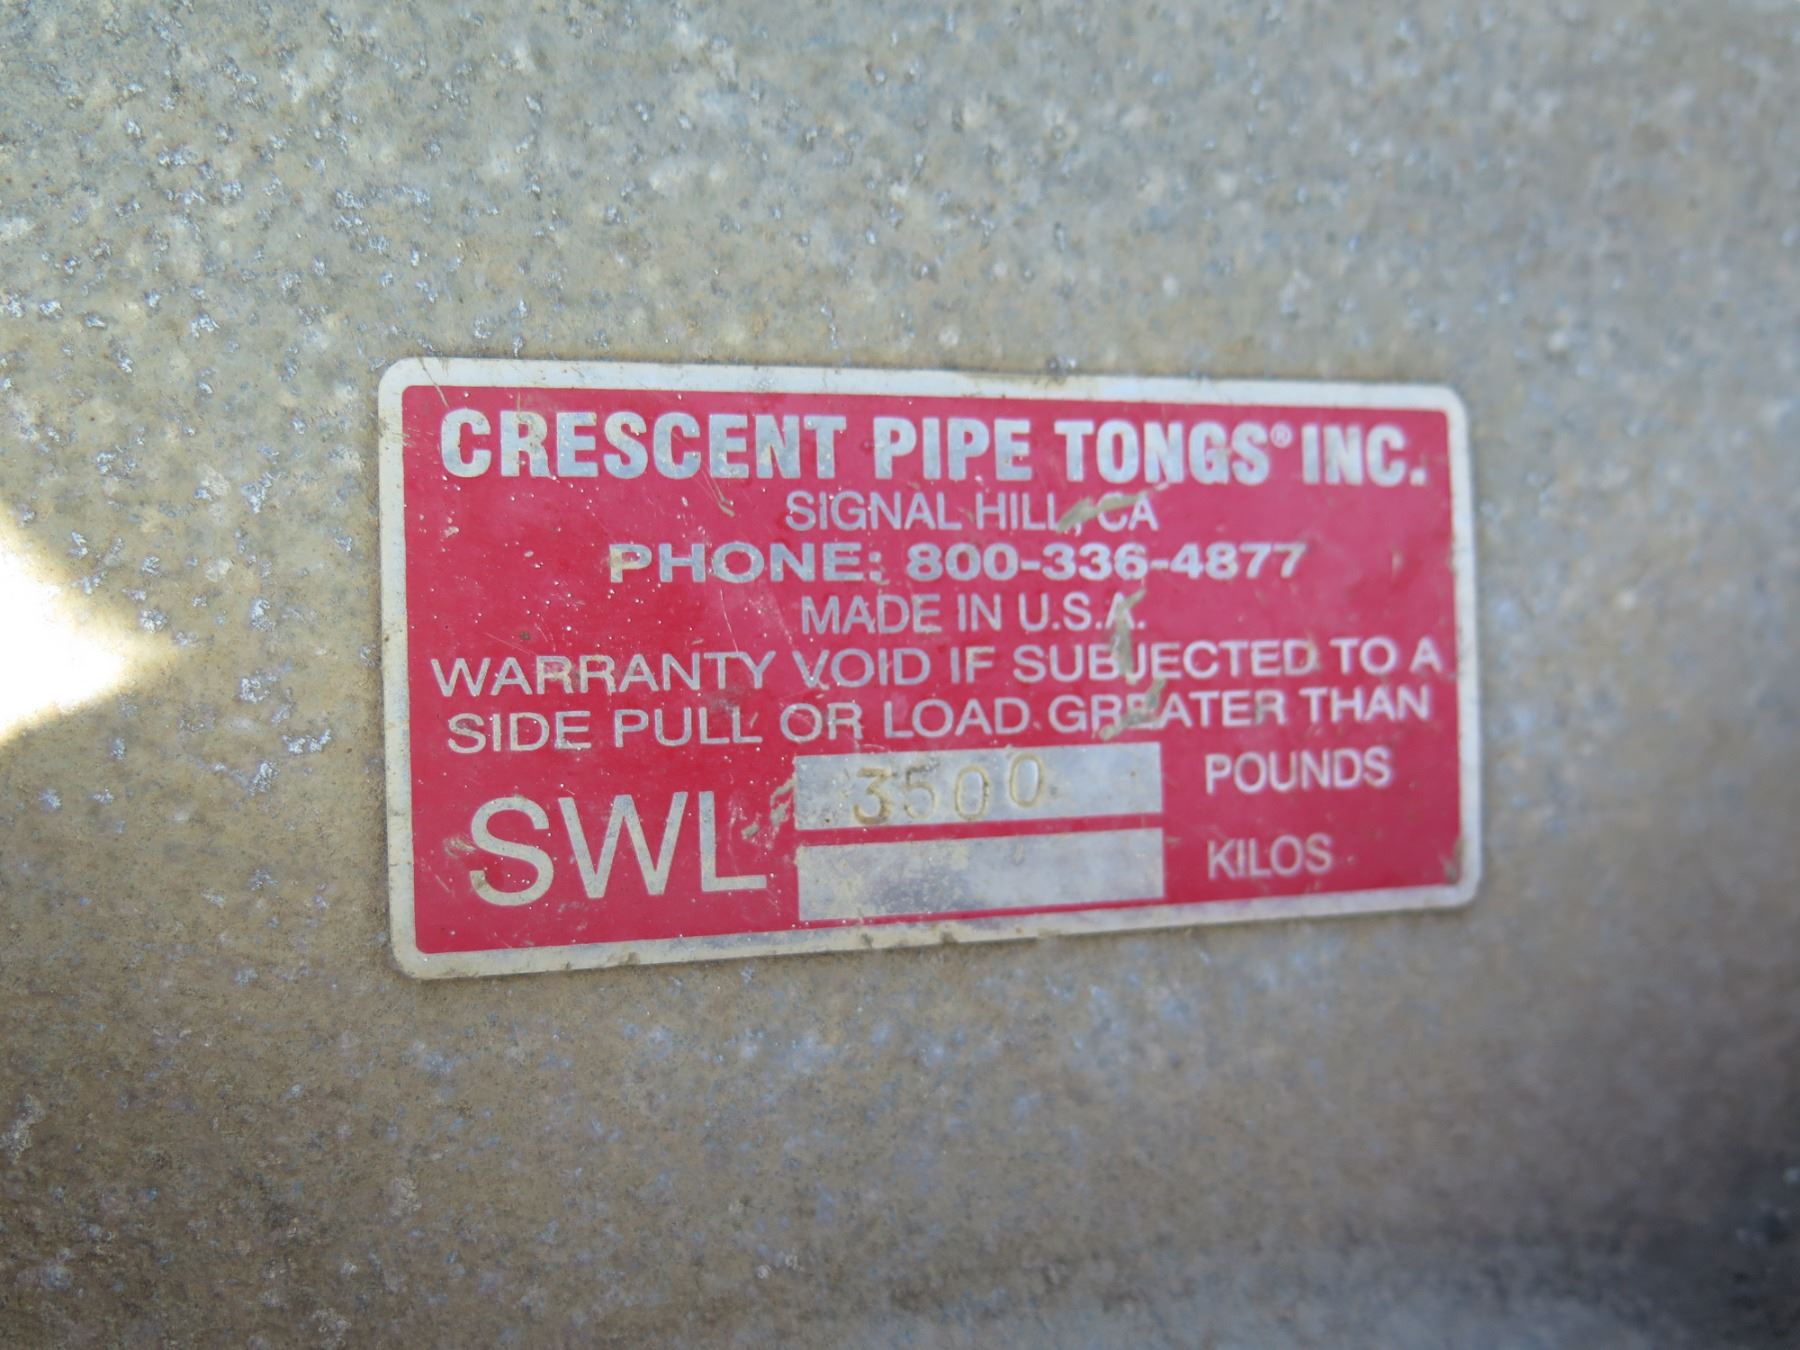 CRESCENT PIPE TONGS® INC.
SIGNAL HILL, CA
PHONE: 800-336-4877
MADE IN U.S.A.
WARRANTY VOID IF SUBJECTED TO A
SIDE PULL OR LOAD GREATER THAN
SWL 3500 POUNDS
KILOS